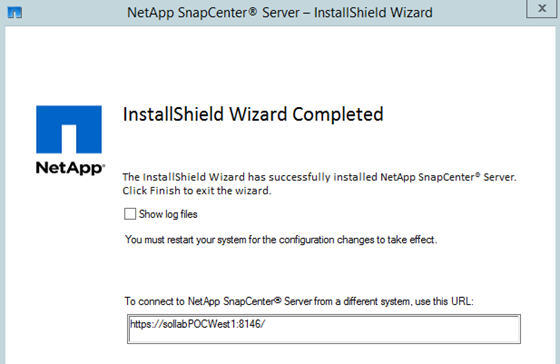 NetApp SnapCenter® Server – InstallShield Wizard
x
InstallShield Wizard Completed
NetApp®
The InstallShield Wizard has successfully installed NetApp SnapCenter® Server.
Click Finish to exit the wizard.
Show log files
You must restart your system for the configuration changes to take effect.
To connect to NetApp SnapCenter® Server from a different system, use this URL:
https://sollabPOCWest1:8146/